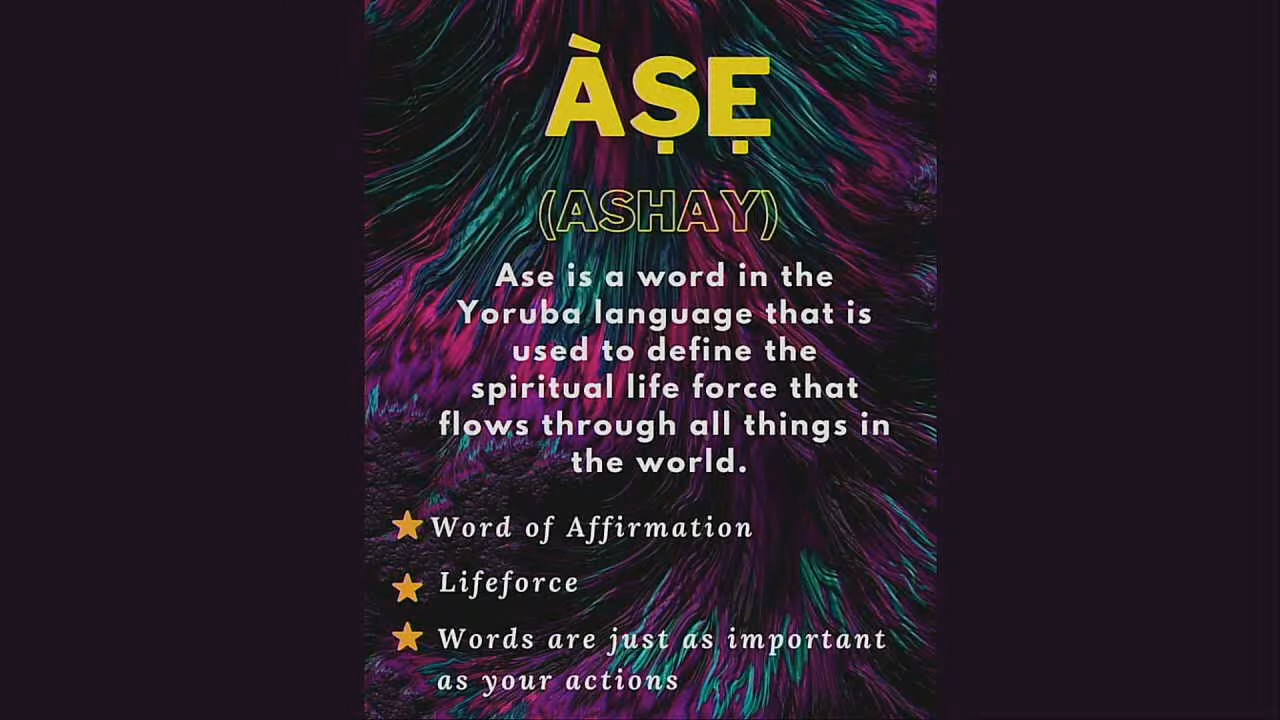 ÀṢẸ
(ASHAY)
Ase is a word in the
Yoruba language that is
used to define the
spiritual life force that
flows through all things in
the world.
Word of Affirmation
Lifeforce
Words are just as important
as your actions